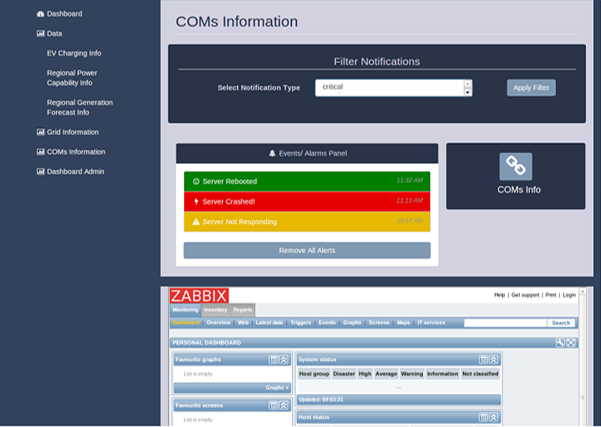 Dashboard
Data
EV Charging Info
Regional Power
Capability Info
Regional Generation
Forecast Info
Grid Information
COMs Information
Dashboard Admin
COMs Information
Filter Notifications
Select Notification Type
critical
Apply Filter
Events/ Alarms Panel
Server Rebooted 11:32 AM
Server Crashed! 11:13 AM
Server Not Responding 10:57 AM
Remove All Alerts
COMs Info
ZABBIX
Help | Get support | Print | Login
Monitoring Inventory Reports
Dashboard Overview Web Latest data Triggers Events Graphs Screens Maps IT services Search
PERSONAL DASHBOARD
Favourite graphs
List is empty
Graphs »
Favourite screens
List is empty
System status
Host group Disaster High Average Warning Information Not classified
...
Updated: 09:03:31
Host status